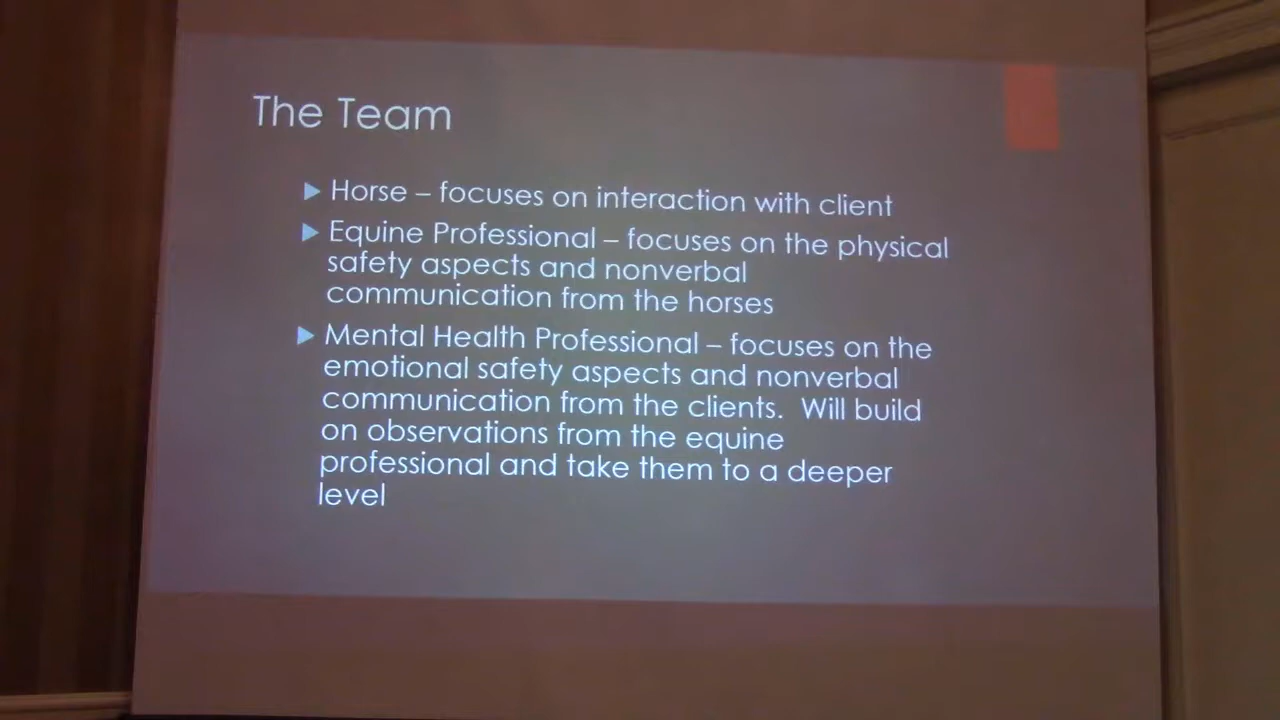 The Team
Horse – focuses on interaction with client
Equine Professional – focuses on the physical
safety aspects and nonverbal
communication from the horses
Mental Health Professional – focuses on the
emotional safety aspects and nonverbal
communication from the clients.  Will build
on observations from the equine
professional and take them to a deeper
level